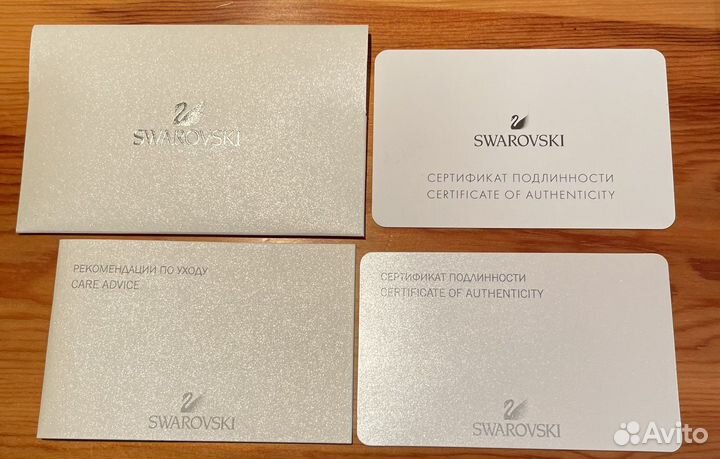 SWAROVSKI
SWAROVSKI
СЕРТИФИКАТ ПОДЛИННОСТИ
CERTIFICATE OF AUTHENTICITY
РЕКОМЕНДАЦИИ ПО УХОДУ
CARE ADVICE
SWAROVSKI
СЕРТИФИКАТ ПОДЛИННОСТИ
CERTIFICATE OF AUTHENTICITY
SWAROVSKI
Avito